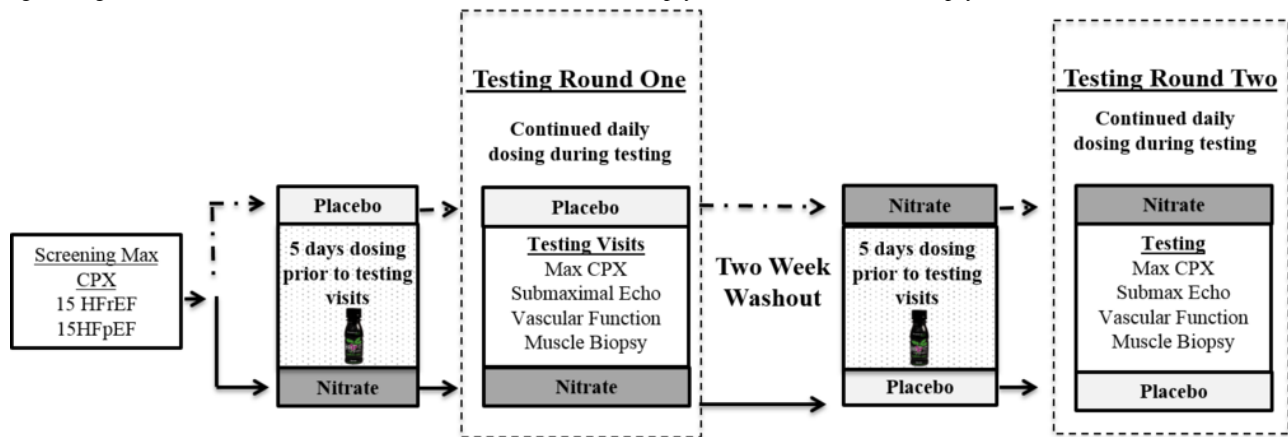 Screening Max
CPX
15 HFrEF
15HFpEF
Placebo
5 days dosing
prior to testing
visits
Nitrate
Testing Round One
Continued daily
dosing during testing
Placebo
Testing Visits
Max CPX
Submaximal Echo
Vascular Function
Muscle Biopsy
Nitrate
Two Week
Washout
Nitrate
5 days dosing
prior to testing
visits
Placebo
Testing Round Two
Continued daily
dosing during testing
Nitrate
Testing
Max CPX
Submax Echo
Vascular Function
Muscle Biopsy
Placebo